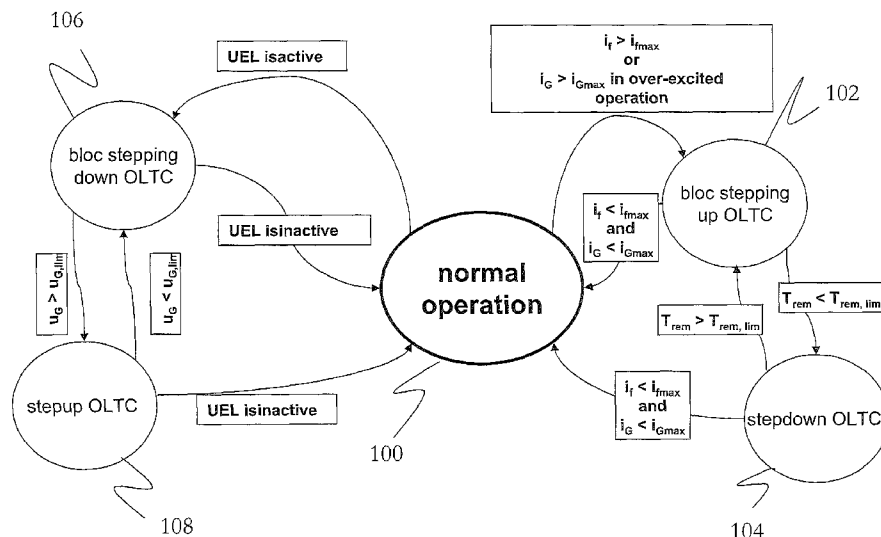 106
UEL isactive
i_f > i_fmax
or
i_G > i_Gmax in over-excited
operation
102
bloc stepping
down OLTC
bloc stepping
up OLTC
UEL isinactive
i_f < i_fmax
and
i_G < i_Gmax
normal
operation
u_G > u_G,lim
u_G < u_G,lim
T_rem < T_rem, lim
T_rem > T_rem, lim
stepup OLTC
UEL isinactive
i_f < i_fmax
and
i_G < i_Gmax
stepdown OLTC
100
108
104